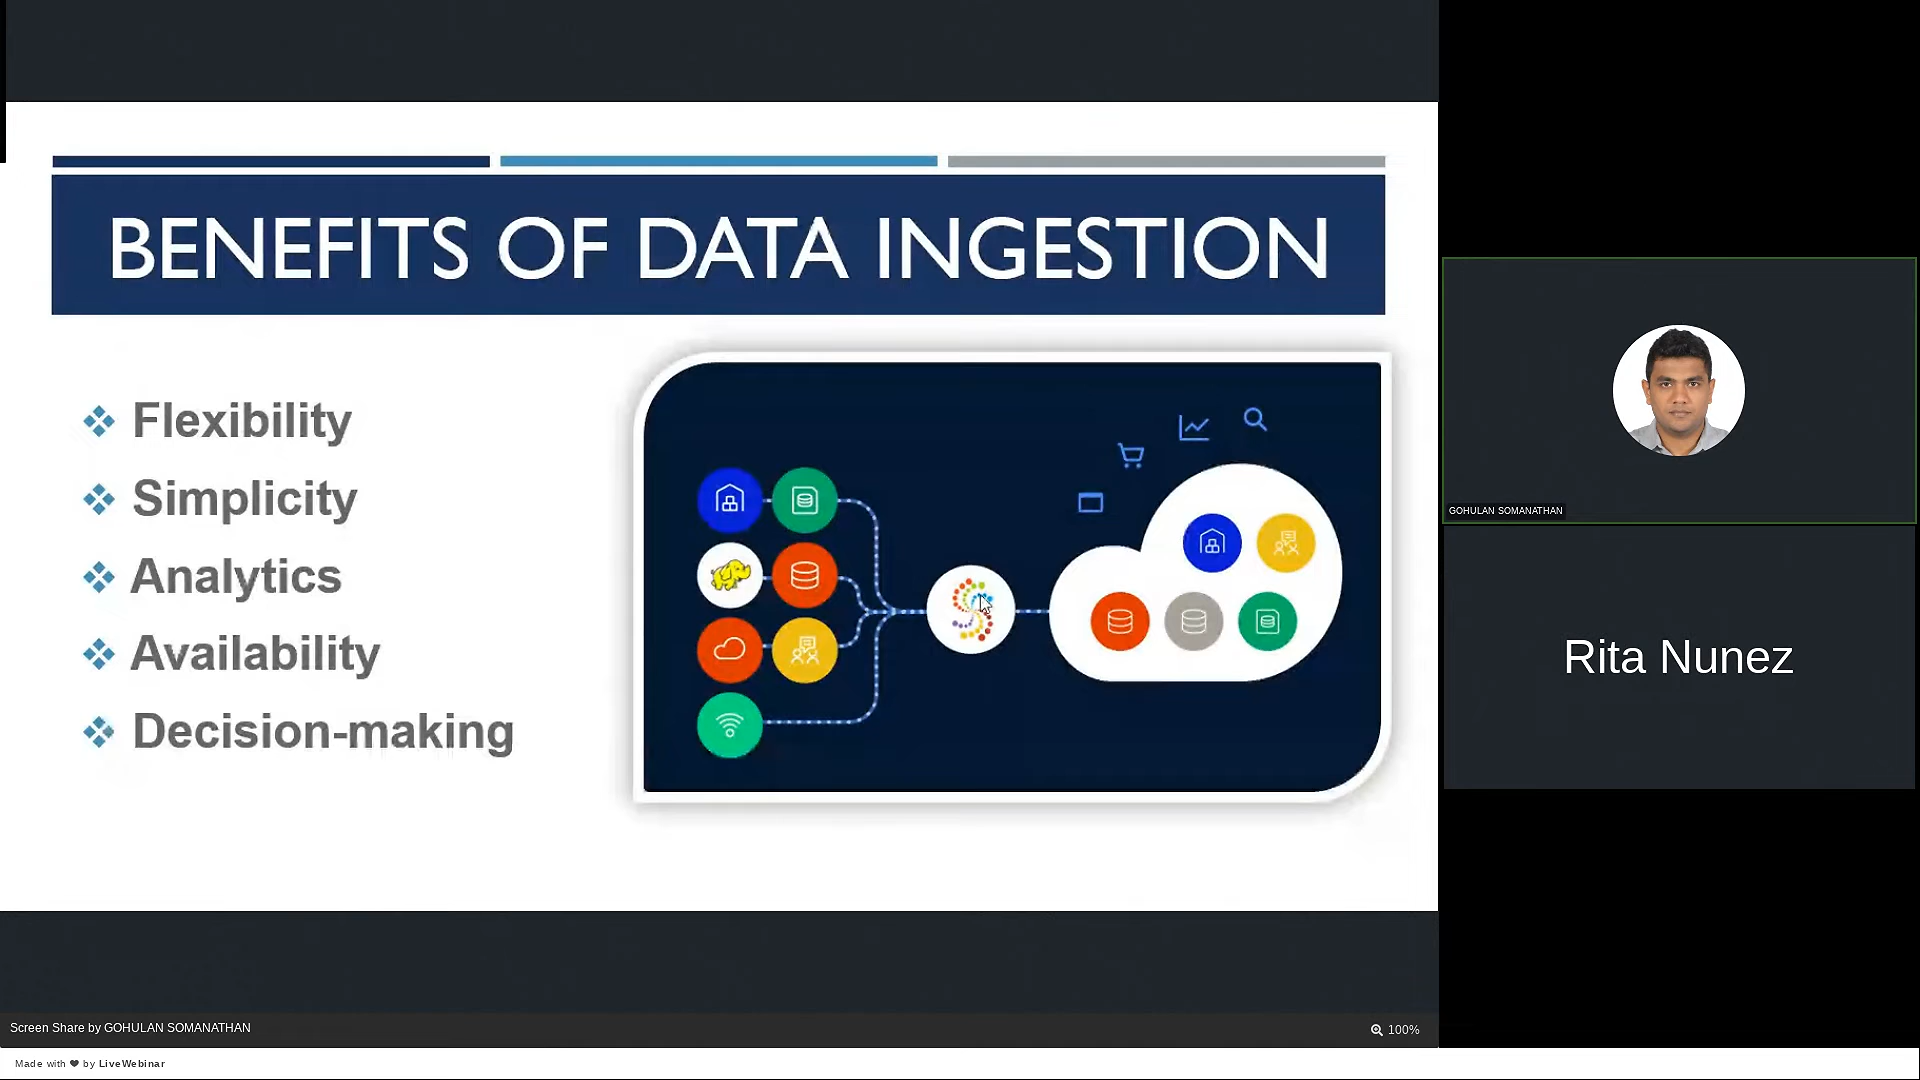 BENEFITS OF DATA INGESTION
Flexibility
Simplicity
Analytics
Availability
Decision-making
GOHULAN SOMANATHAN
Rita Nunez
Screen Share by GOHULAN SOMANATHAN
100%
Made with ❤ by LiveWebinar